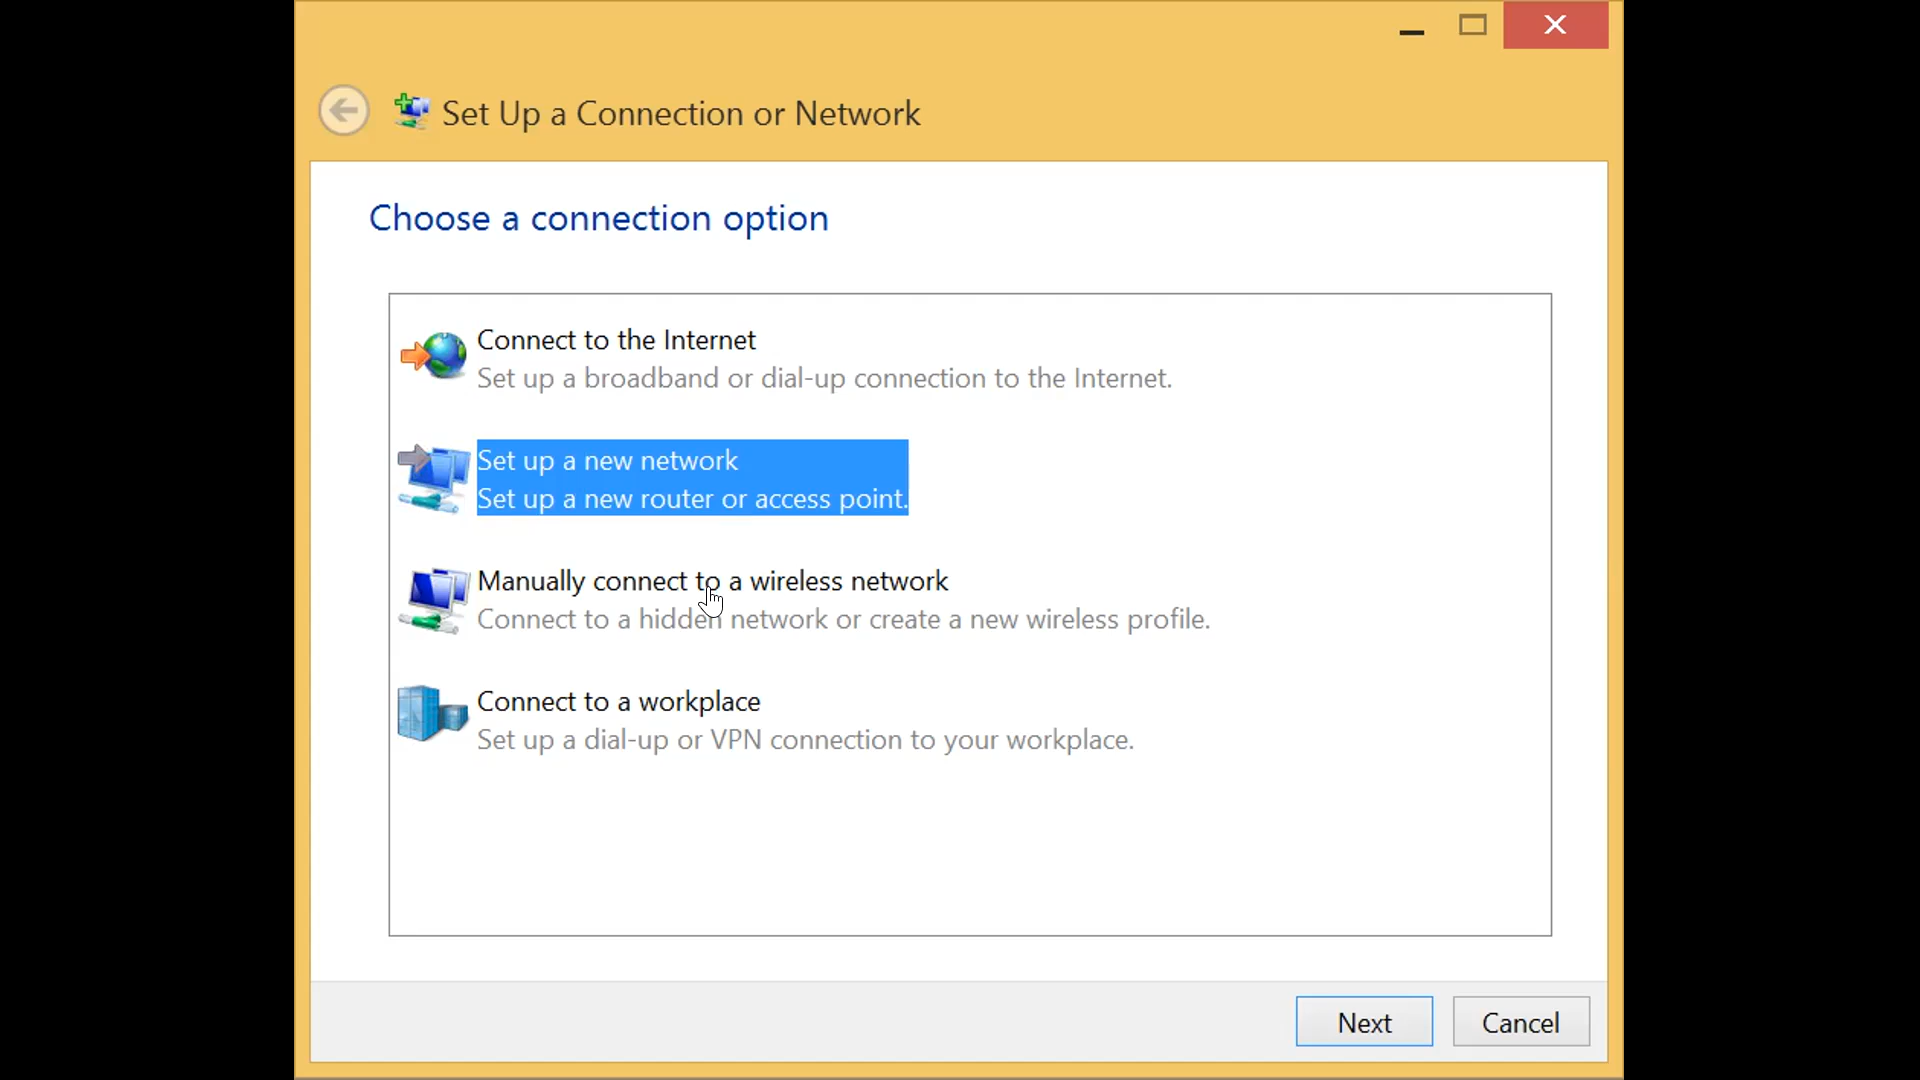 Set Up a Connection or Network
Choose a connection option
Connect to the Internet
Set up a broadband or dial-up connection to the Internet.
Set up a new network
Set up a new router or access point.
Manually connect to a wireless network
Connect to a hidden network or create a new wireless profile.
Connect to a workplace
Set up a dial-up or VPN connection to your workplace.
Next
Cancel